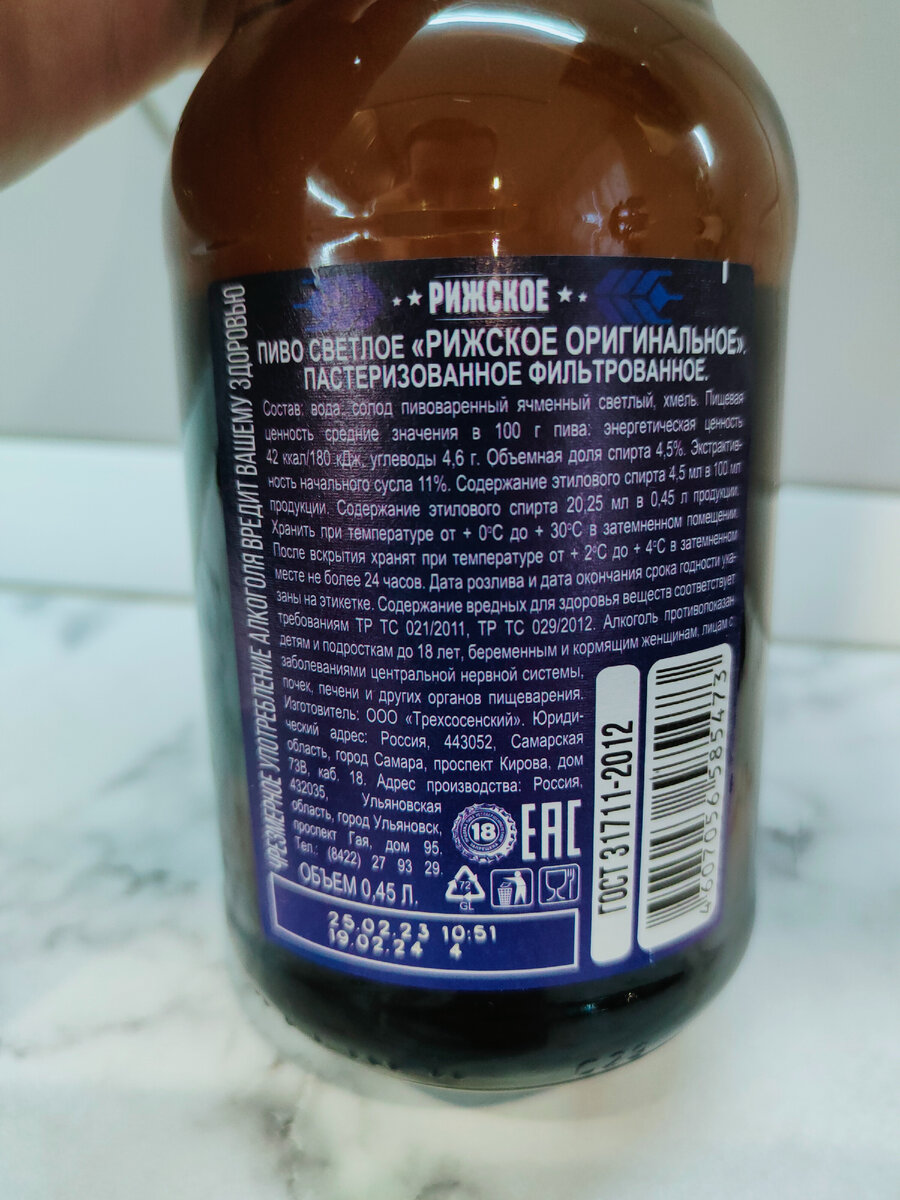 РИЖСКОЕ
ПИВО СВЕТЛОЕ «РИЖСКОЕ ОРИГИНАЛЬНОЕ».
ПАСТЕРИЗОВАННОЕ ФИЛЬТРОВАННОЕ.
Состав: вода, солод пивоваренный ячменный светлый, хмель. Пищевая
ценность средние значения в 100 г пива: энергетическая ценность
42 ккал/180 кДж, углеводы 4,6 г. Объемная доля спирта 4,5%. Экстрактив-
ность начального сусла 11%. Содержание этилового спирта 4,5 мл в 100 мл
продукции. Содержание этилового спирта 20,25 мл в 0,45 л продукции.
Хранить при температуре от + 0°С до + 30°С в затемненном помещении.
После вскрытия хранят при температуре от + 2°С до + 4°С в затемненном
месте не более 24 часов. Дата розлива и дата окончания срока годности ука-
заны на этикетке. Содержание вредных для здоровья веществ соответствует
требованиям ТР ТС 021/2011, ТР ТС 029/2012. Алкоголь противопоказан
детям и подросткам до 18 лет, беременным и кормящим женщинам, лицам с
заболеваниями центральной нервной системы,
почек, печени и других органов пищеварения.
Изготовитель: ООО «Трехсосенский». Юриди-
ческий адрес: Россия, 443052, Самарская
область, город Самара, проспект Кирова, дом
73В, каб. 18. Адрес производства: Россия,
432035, Ульяновская
область, город Ульяновск,
проспект Гая, дом 95.
Тел.: (8422) 27 93 29.
ОБЪЕМ 0,45 Л.
25.02.23 10:51
19.02.24 4
18
ЕАС
72
GL
ГОСТ 31711-2012
4607056585473
ЧРЕЗМЕРНОЕ УПОТРЕБЛЕНИЕ АЛКОГОЛЯ ВРЕДИТ ВАШЕМУ ЗДОРОВЬЮ